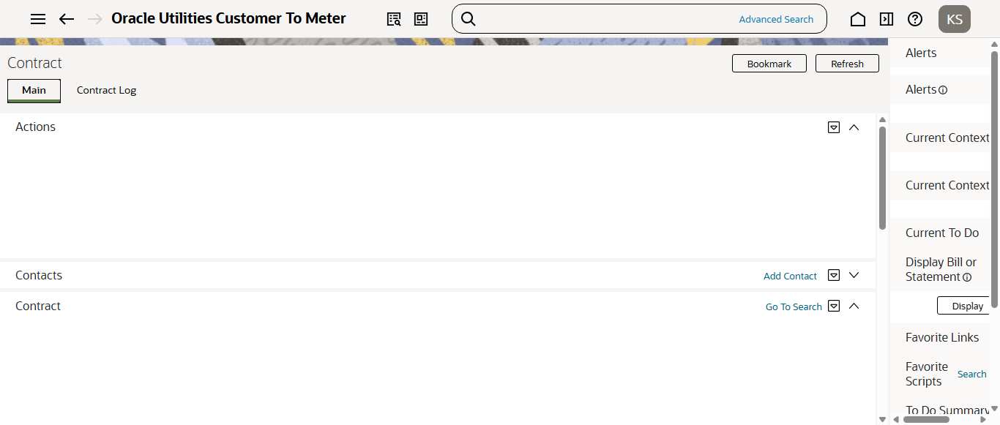 Oracle Utilities Customer To Meter
Advanced Search
KS
Contract
Bookmark
Refresh
Main
Contract Log
Actions
Contacts
Add Contact
Contract
Go To Search
Alerts
Alerts
Current Context
Current Context
Current To Do
Display Bill or
Statement
Display
Favorite Links
Favorite
Scripts
Search
To Do Summary